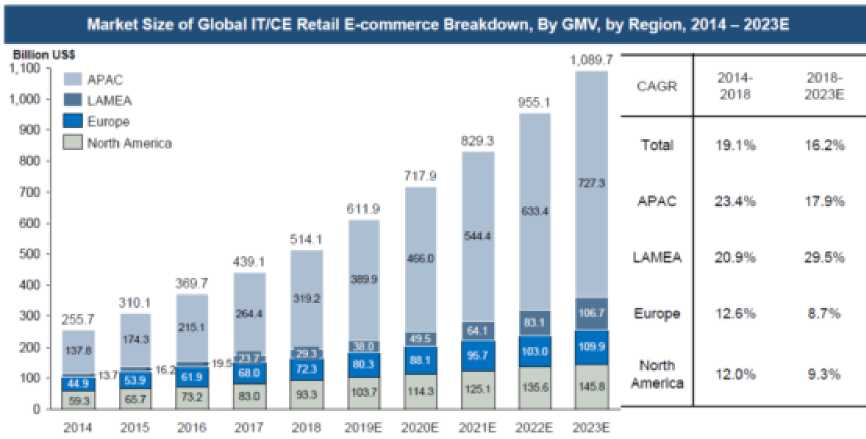 Market Size of Global IT/CE Retail E-commerce Breakdown, By GMV, by Region, 2014 – 2023E
Billion US$
1,100
1,000
900
800
700
600
500
400
300
200
100
0
APAC
LAMEA
Europe
North America
255.7 310.1 369.7 439.1 514.1 611.9 717.9 829.3 955.1 1,089.7
137.8 174.3 215.1 264.4 319.2 389.9 466.0 544.4 633.4 727.3
13.7 16.2 19.5 23.7 29.3 38.0 49.5 64.1 83.1 106.7
44.9 53.9 61.9 68.0 72.3 80.3 88.1 95.7 103.0 109.9
59.3 65.7 73.2 83.0 93.3 103.7 114.3 125.1 135.6 145.8
2014 2015 2016 2017 2018 2019E 2020E 2021E 2022E 2023E
CAGR 2014-2018 2018-2023E
Total 19.1% 16.2%
APAC 23.4% 17.9%
LAMEA 20.9% 29.5%
Europe 12.6% 8.7%
North America 12.0% 9.3%